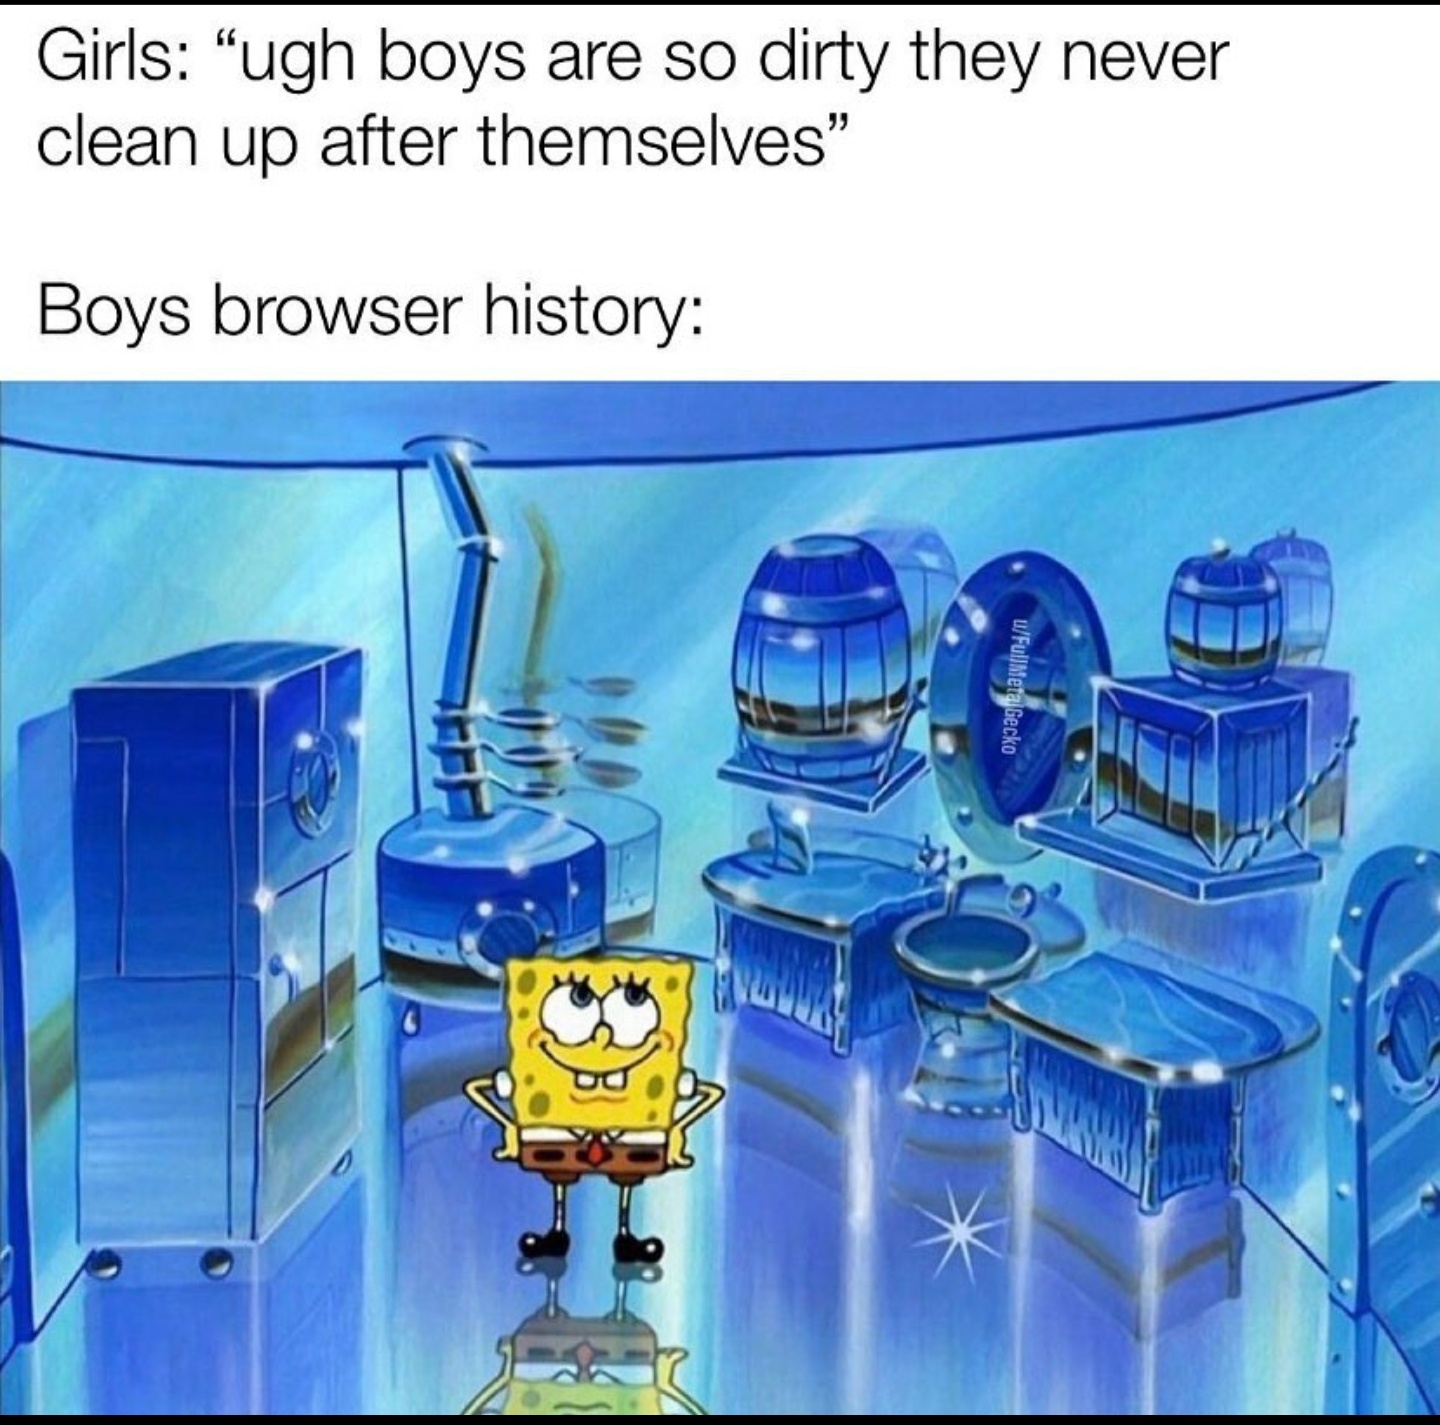 Girls: “ugh boys are so dirty they never
clean up after themselves”
Boys browser history:
u/FullMetalGecko